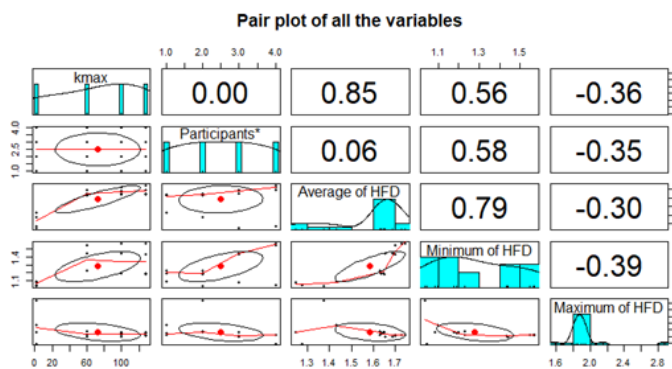 Pair plot of all the variables
1.0 2.0 3.0 4.0
1.1 1.3 1.5
kmax
0.00
0.85
0.56
-0.36
1.0 2.5 4.0
Participants*
0.06
0.58
-0.35
Average of HFD
0.79
-0.30
1.1 1.4
Minimum of HFD
-0.39
Maximum of HFD
0 20 60 100
1.3 1.4 1.5 1.6 1.7
1.6 2.0 2.4 2.8